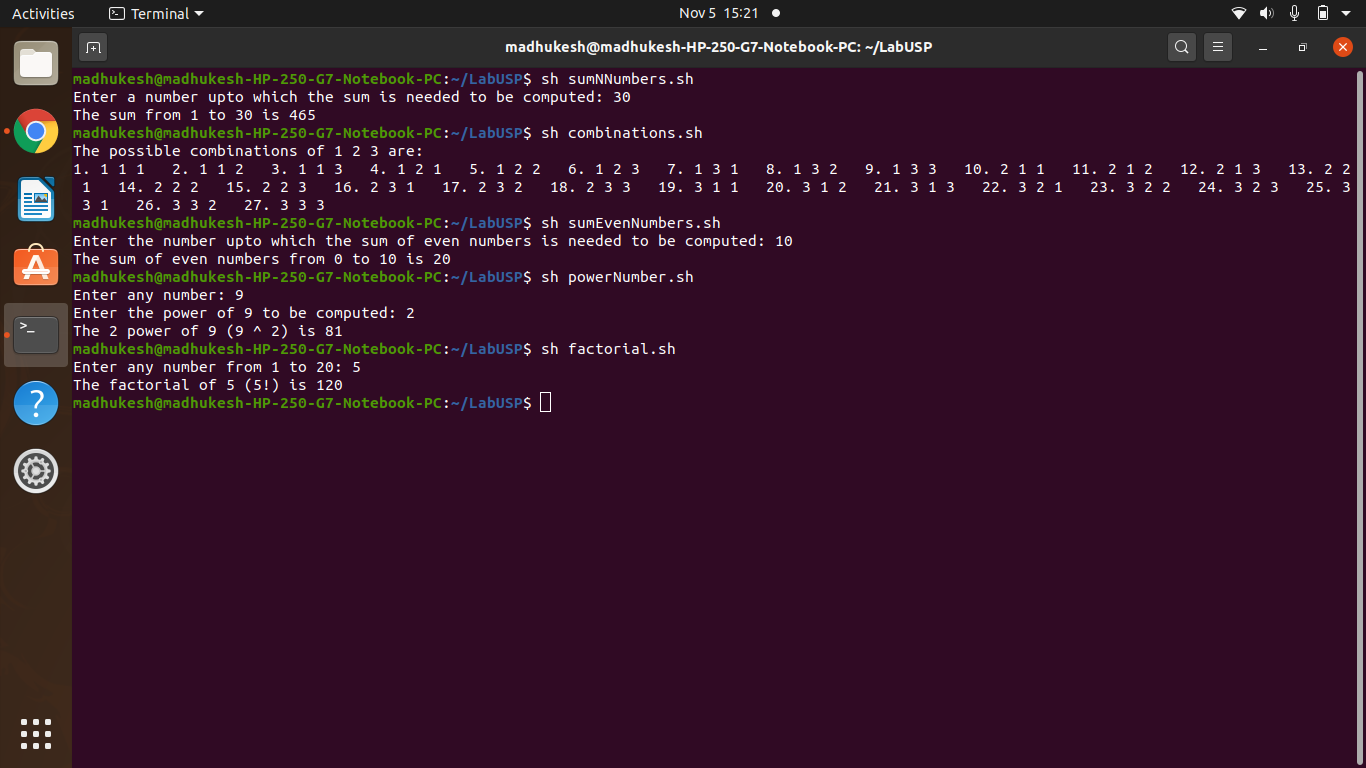 Activities Terminal Nov 5 15:21
madhukesh@madhukesh-HP-250-G7-Notebook-PC: ~/LabUSP
madhukesh@madhukesh-HP-250-G7-Notebook-PC:~/LabUSP$ sh sumNNumbers.sh
Enter a number upto which the sum is needed to be computed: 30
The sum from 1 to 30 is 465
madhukesh@madhukesh-HP-250-G7-Notebook-PC:~/LabUSP$ sh combinations.sh
The possible combinations of 1 2 3 are:
1. 1 1 1   2. 1 1 2   3. 1 1 3   4. 1 2 1   5. 1 2 2   6. 1 2 3   7. 1 3 1   8. 1 3 2   9. 1 3 3   10. 2 1 1   11. 2 1 2   12. 2 1 3   13. 2 2
 1   14. 2 2 2   15. 2 2 3   16. 2 3 1   17. 2 3 2   18. 2 3 3   19. 3 1 1   20. 3 1 2   21. 3 1 3   22. 3 2 1   23. 3 2 2   24. 3 2 3   25. 3
 3 1   26. 3 3 2   27. 3 3 3
madhukesh@madhukesh-HP-250-G7-Notebook-PC:~/LabUSP$ sh sumEvenNumbers.sh
Enter the number upto which the sum of even numbers is needed to be computed: 10
The sum of even numbers from 0 to 10 is 20
madhukesh@madhukesh-HP-250-G7-Notebook-PC:~/LabUSP$ sh powerNumber.sh
Enter any number: 9
Enter the power of 9 to be computed: 2
The 2 power of 9 (9 ^ 2) is 81
madhukesh@madhukesh-HP-250-G7-Notebook-PC:~/LabUSP$ sh factorial.sh
Enter any number from 1 to 20: 5
The factorial of 5 (5!) is 120
madhukesh@madhukesh-HP-250-G7-Notebook-PC:~/LabUSP$